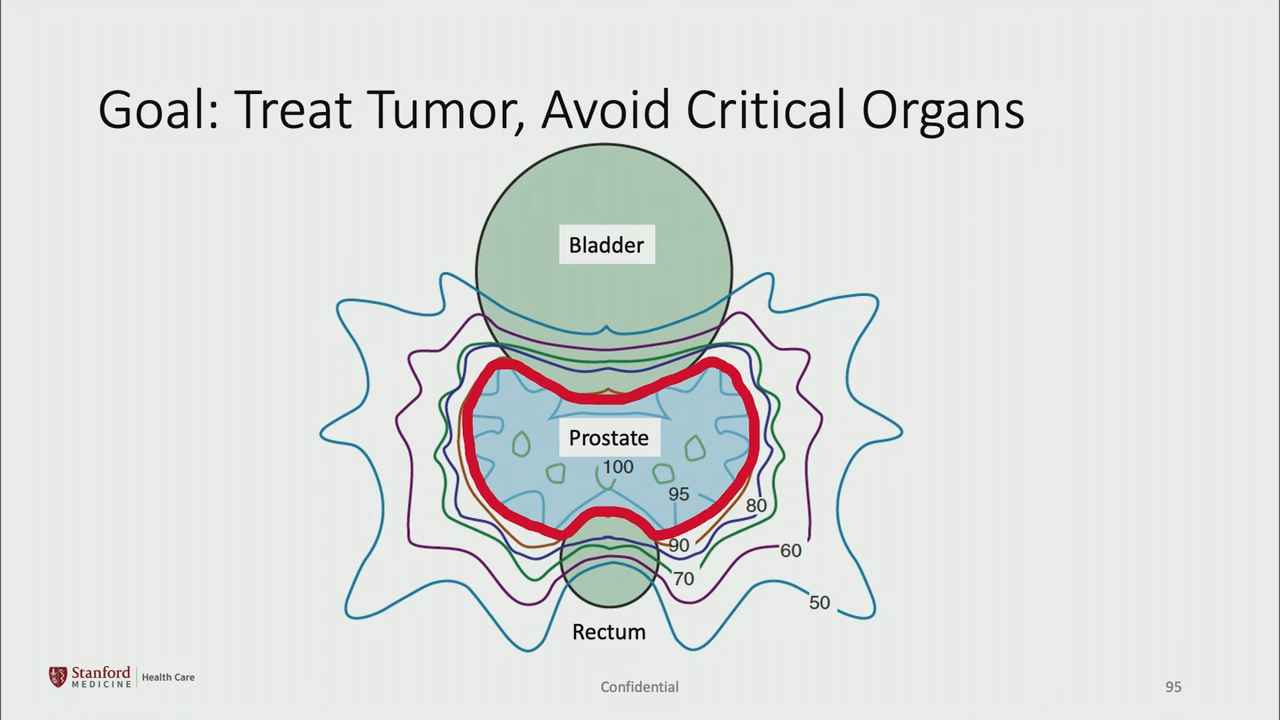 Goal: Treat Tumor, Avoid Critical Organs
Bladder
Prostate
100
95
80
90
60
70
50
Rectum
Stanford
MEDICINE
Health Care
Confidential
95